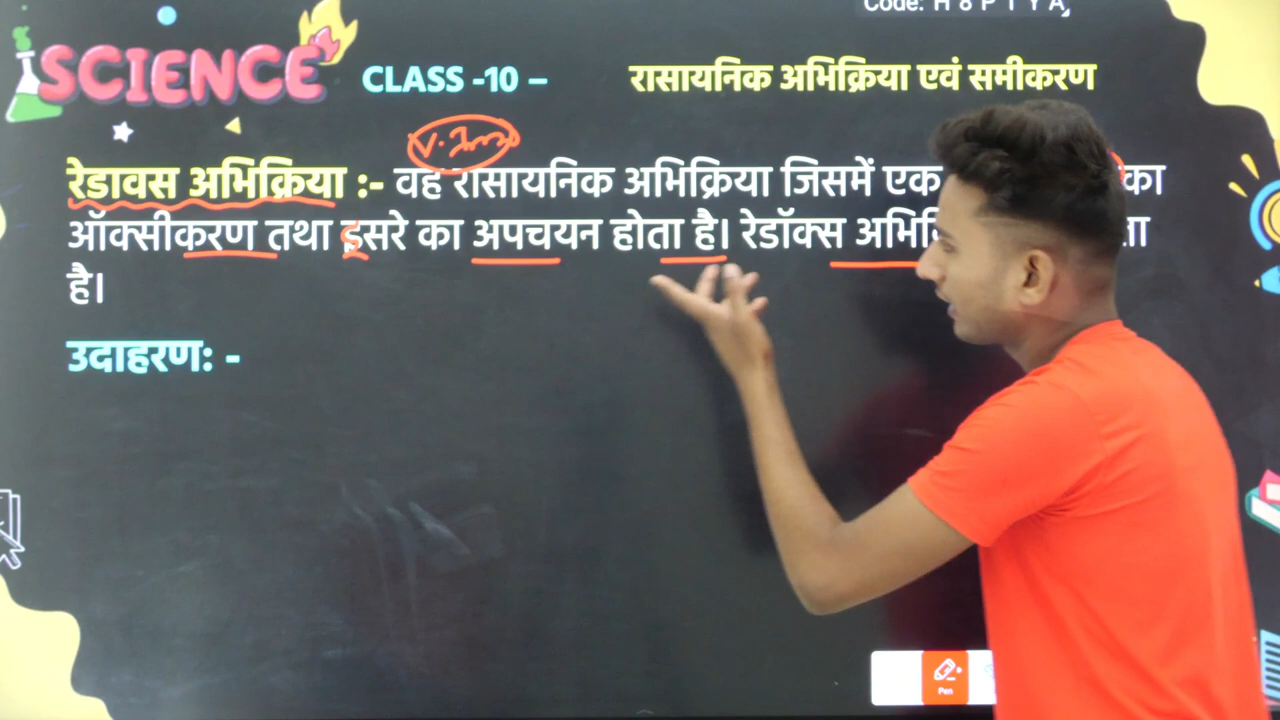 Code: H 8 P T Y A
SCIENCE CLASS -10 – रासायनिक अभिक्रिया एवं समीकरण
V. Imp
रेडावस अभिक्रिया :- वह रासायनिक अभिक्रिया जिसमें एक का
ऑक्सीकरण तथा दूसरे का अपचयन होता है। रेडॉक्स
है।
उदाहरण: -
Pen